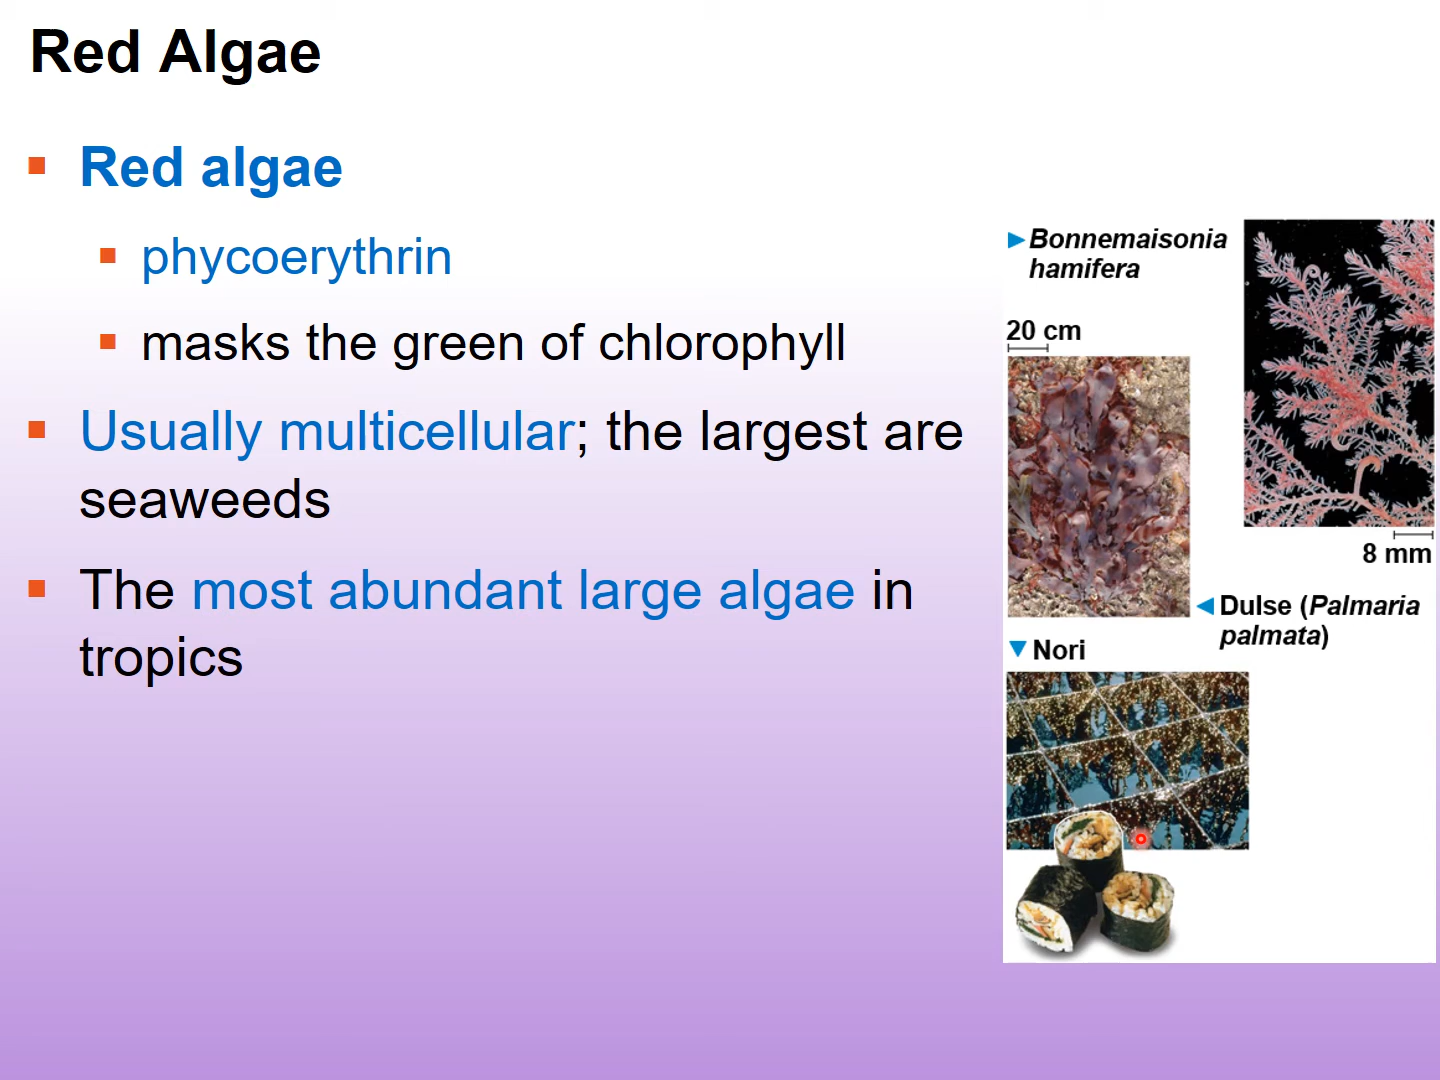 Red Algae
Red algae
phycoerythrin
masks the green of chlorophyll
Usually multicellular; the largest are
seaweeds
The most abundant large algae in
tropics
Bonnemaisonia
hamifera
20 cm
8 mm
Dulse (Palmaria
palmata)
Nori